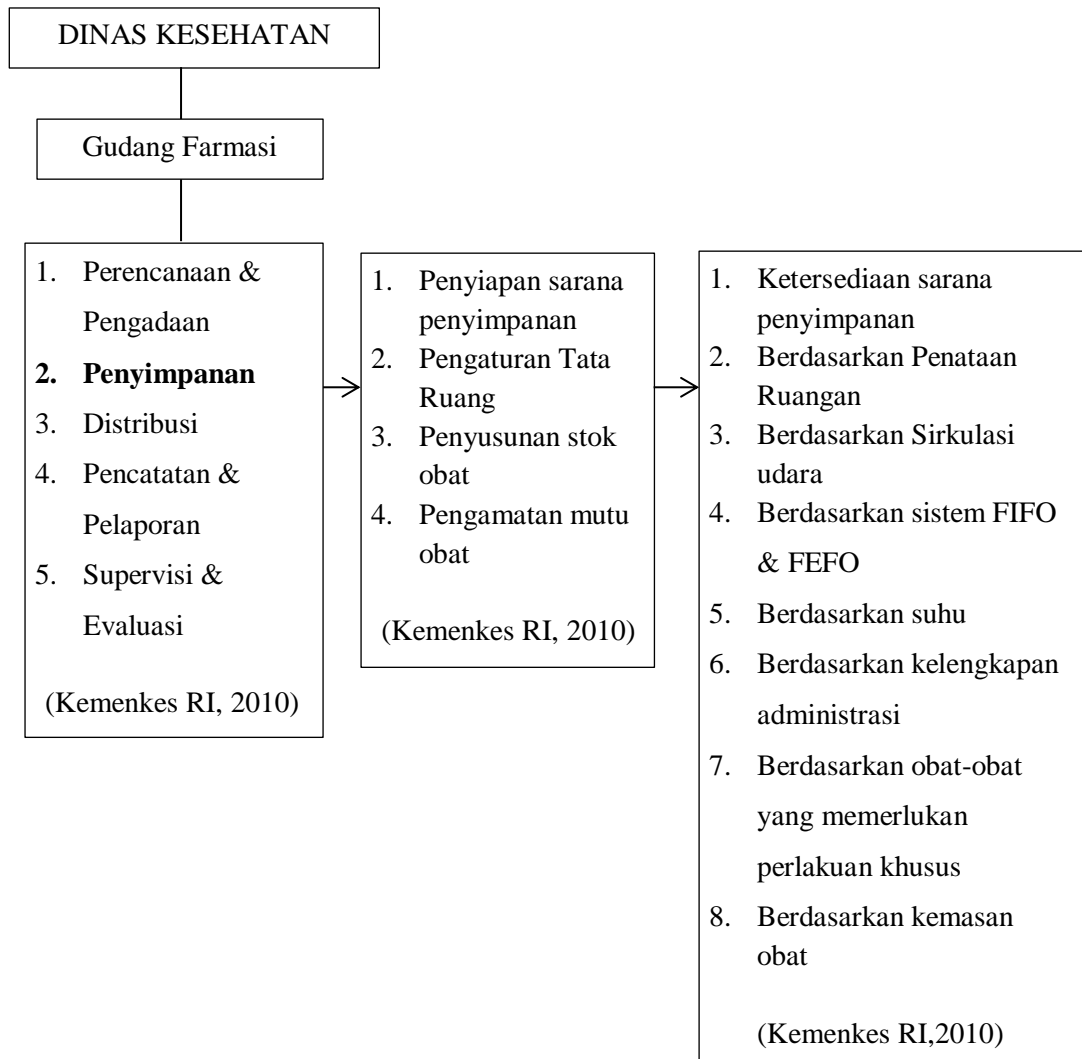 DINAS KESEHATAN
Gudang Farmasi
1. Perencanaan &
Pengadaan
2. Penyimpanan
3. Distribusi
4. Pencatatan &
Pelaporan
5. Supervisi &
Evaluasi
(Kemenkes RI, 2010)
1. Penyiapan sarana
penyimpanan
2. Pengaturan Tata
Ruang
3. Penyusunan stok
obat
4. Pengamatan mutu
obat
(Kemenkes RI, 2010)
1. Ketersediaan sarana
penyimpanan
2. Berdasarkan Penataan
Ruangan
3. Berdasarkan Sirkulasi
udara
4. Berdasarkan sistem FIFO
& FEFO
5. Berdasarkan suhu
6. Berdasarkan kelengkapan
administrasi
7. Berdasarkan obat-obat
yang memerlukan
perlakuan khusus
8. Berdasarkan kemasan
obat
(Kemenkes RI,2010)